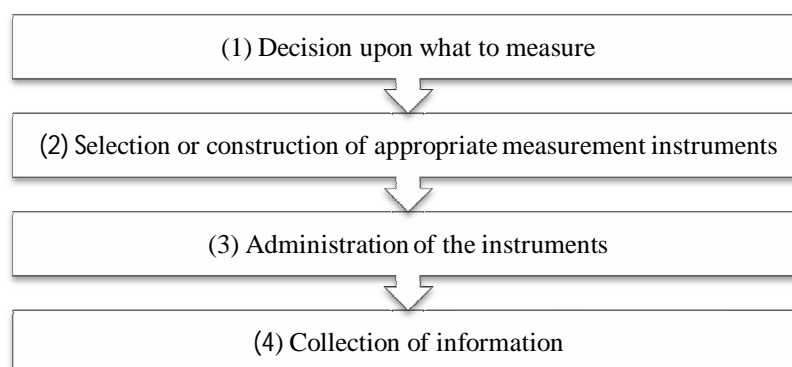 (1) Decision upon what to measure
(2) Selection or construction of appropriate measurement instruments
(3) Administration of the instruments
(4) Collection of information